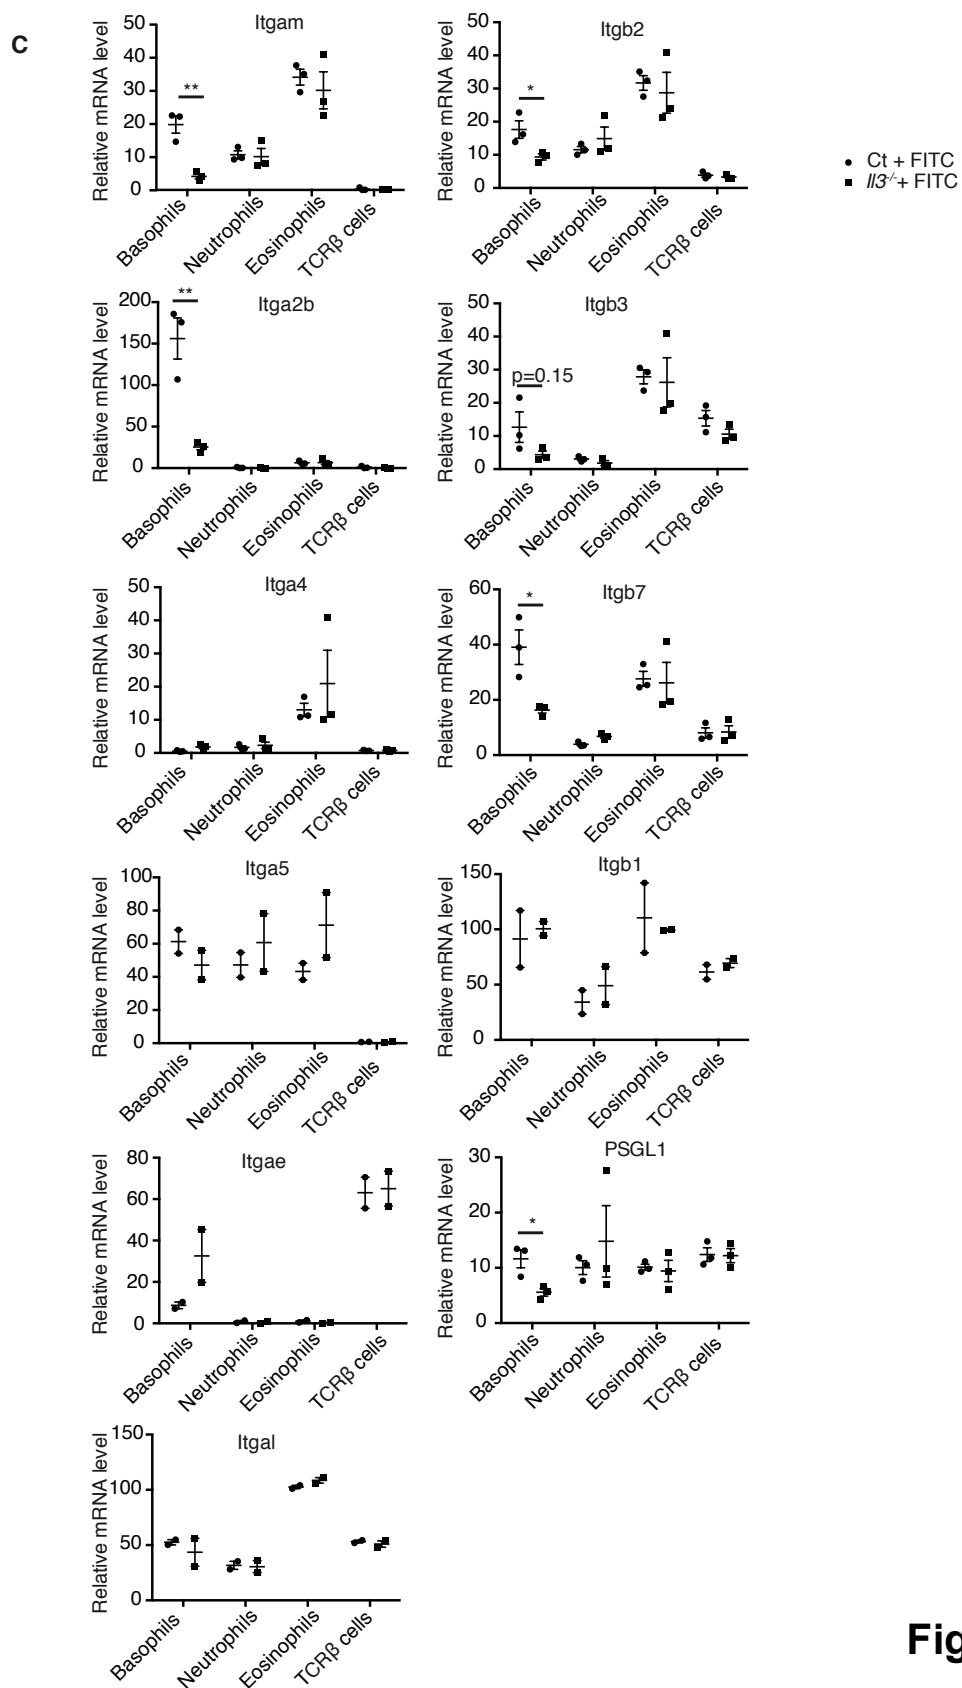 C
Itgam
Relative mRNA level
50
40
30
20
10
0
**
Basophils
Neutrophils
Eosinophils
TCRβ cells
Itgb2
Relative mRNA level
50
40
30
20
10
0
*
Basophils
Neutrophils
Eosinophils
TCRβ cells
Ct + FITC
Il3-/-+ FITC
Itga2b
Relative mRNA level
200
150
100
50
0
**
Basophils
Neutrophils
Eosinophils
TCRβ cells
Itgb3
Relative mRNA level
50
40
30
20
10
0
p=0.15
Basophils
Neutrophils
Eosinophils
TCRβ cells
Itga4
Relative mRNA level
50
40
30
20
10
0
Basophils
Neutrophils
Eosinophils
TCRβ cells
Itgb7
Relative mRNA level
60
40
20
0
*
Basophils
Neutrophils
Eosinophils
TCRβ cells
Itga5
Relative mRNA level
100
80
60
40
20
0
Basophils
Neutrophils
Eosinophils
TCRβ cells
Itgb1
Relative mRNA level
150
100
50
0
Basophils
Neutrophils
Eosinophils
TCRβ cells
Itgae
Relative mRNA level
80
60
40
20
0
Basophils
Neutrophils
Eosinophils
TCRβ cells
PSGL1
Relative mRNA level
30
20
10
0
*
Basophils
Neutrophils
Eosinophils
TCRβ cells
Itgal
Relative mRNA level
150
100
50
0
Basophils
Neutrophils
Eosinophils
TCRβ cells
Fig